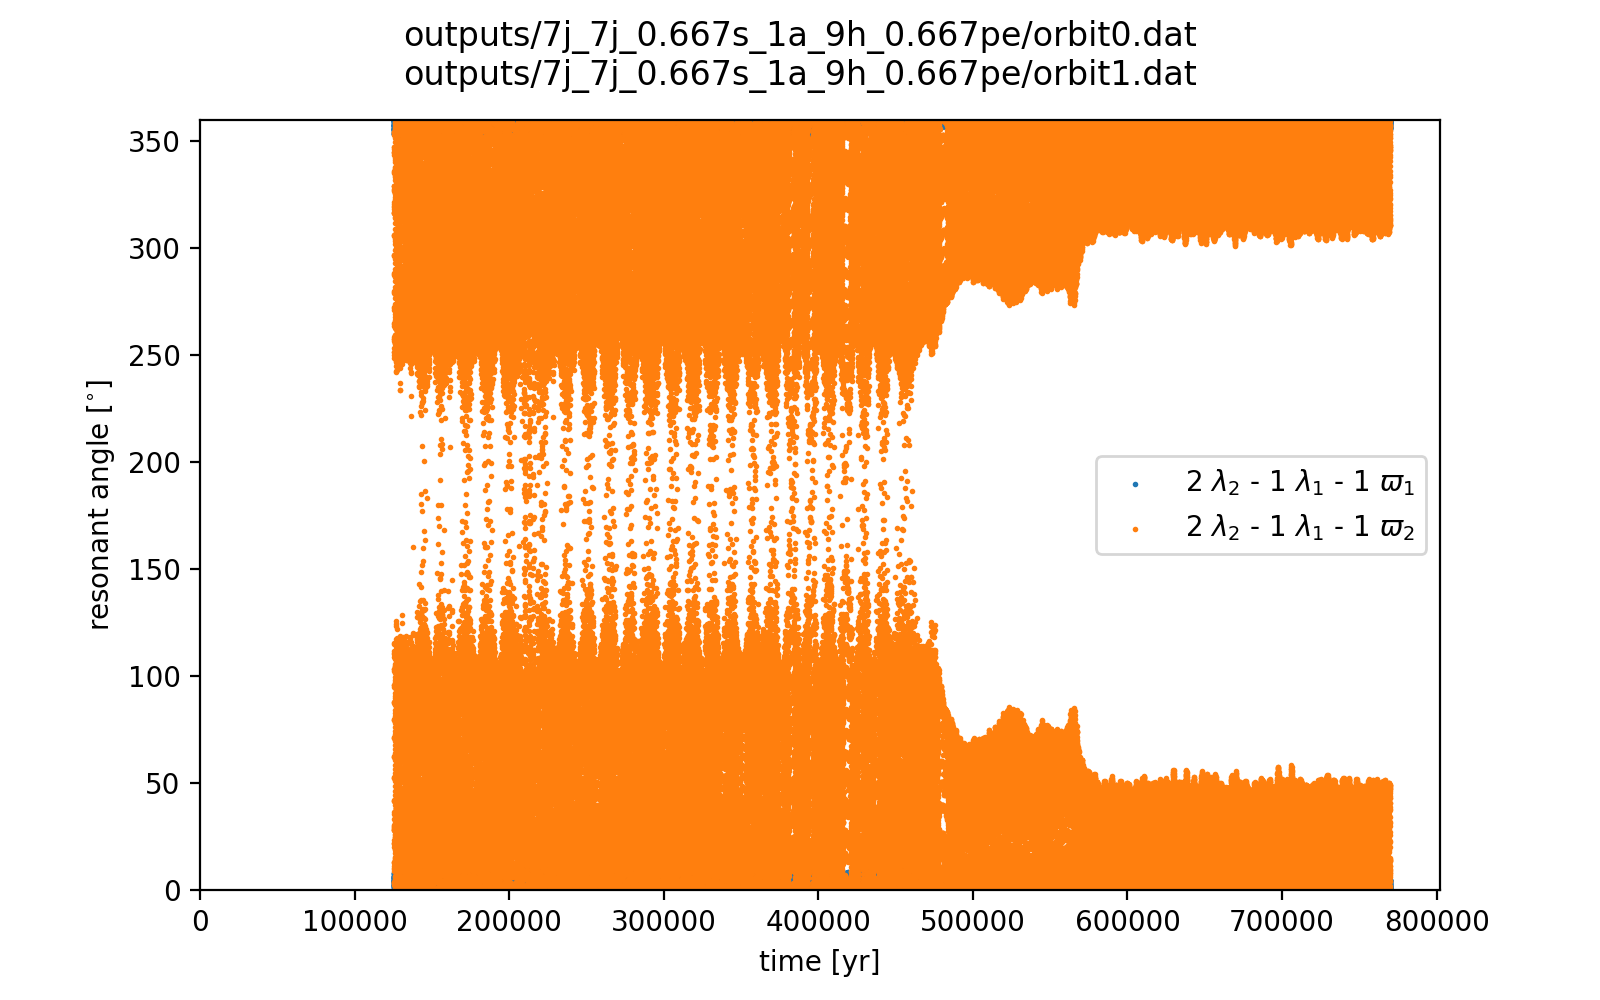 outputs/7j_7j_0.667s_1a_9h_0.667pe/orbit0.dat
outputs/7j_7j_0.667s_1a_9h_0.667pe/orbit1.dat
350
300
250
200
150
100
50
0
resonant angle [°]
2 λ₂ - 1 λ₁ - 1 ϖ₁
2 λ₂ - 1 λ₁ - 1 ϖ₂
0 100000 200000 300000 400000 500000 600000 700000 800000
time [yr]